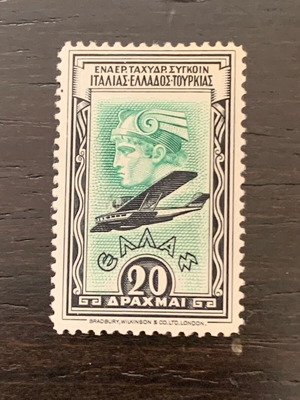 ΕΝΑΕΡ. ΤΑΧΥΔΡ. ΣΥΓΚΟΙΝ
ΙΤΑΛΙΑΣ·ΕΛΛΑΔΟΣ·ΤΟΥΡΚΙΑΣ
ΕΛΛΑΣ
20
ΔΡΑΧΜΑΙ
BRADBURY, WILKINSON & CO. LTD. LONDON.